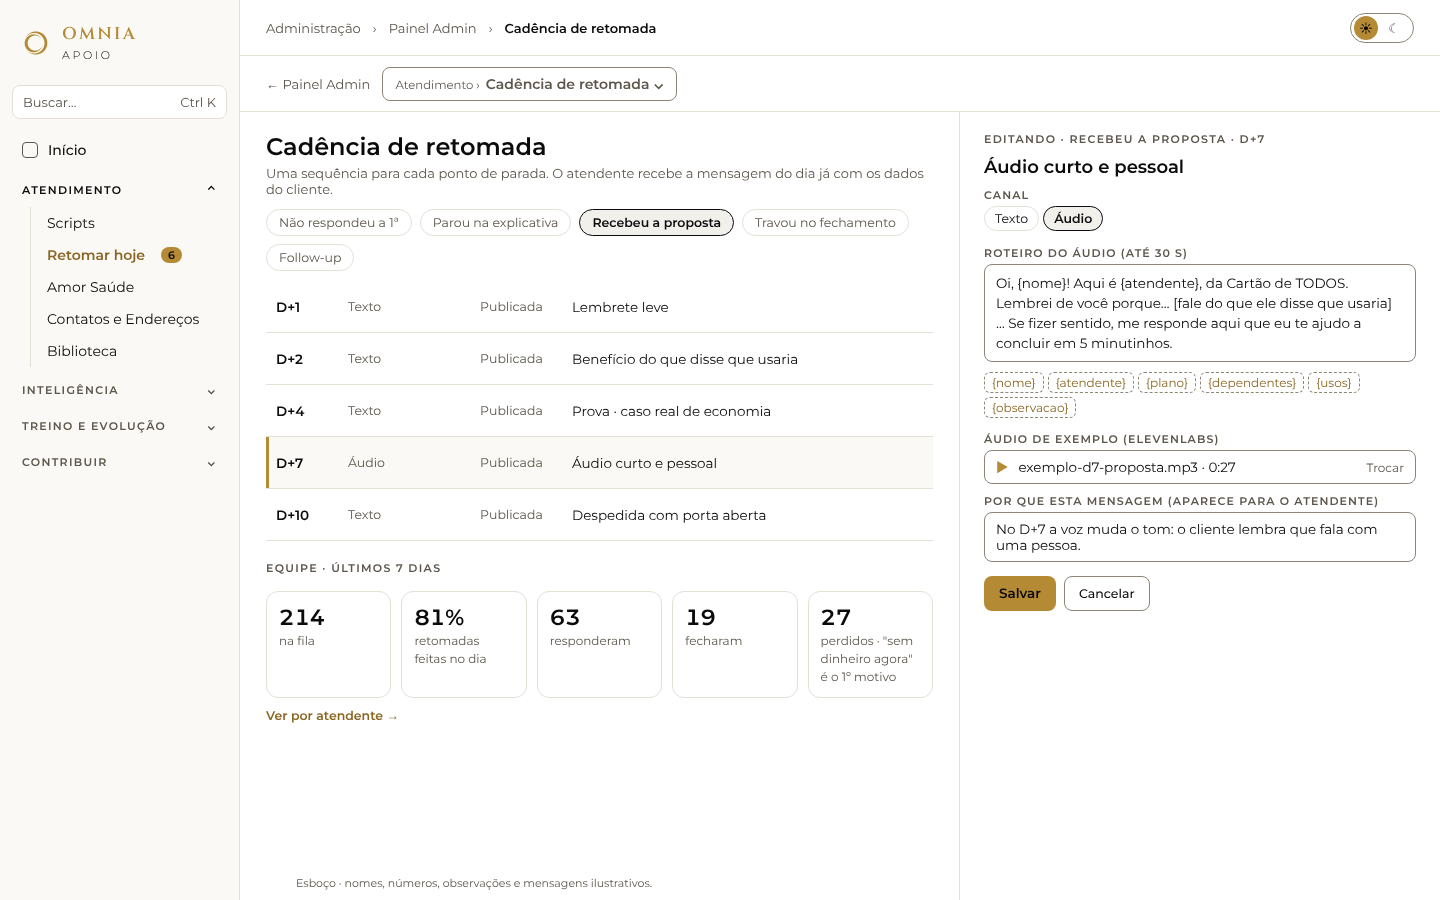 OMNIA
APOIO
Buscar... Ctrl K
Início
ATENDIMENTO
Scripts
Retomar hoje 6
Amor Saúde
Contatos e Endereços
Biblioteca
INTELIGÊNCIA
TREINO E EVOLUÇÃO
CONTRIBUIR
Administração › Painel Admin › Cadência de retomada
← Painel Admin Atendimento › Cadência de retomada
Cadência de retomada
Uma sequência para cada ponto de parada. O atendente recebe a mensagem do dia já com os dados
do cliente.
Não respondeu a 1ª Parou na explicativa Recebeu a proposta Travou no fechamento
Follow-up
D+1 Texto Publicada Lembrete leve
D+2 Texto Publicada Benefício do que disse que usaria
D+4 Texto Publicada Prova · caso real de economia
D+7 Áudio Publicada Áudio curto e pessoal
D+10 Texto Publicada Despedida com porta aberta
EQUIPE · ÚLTIMOS 7 DIAS
214
na fila
81%
retomadas
feitas no dia
63
responderam
19
fecharam
27
perdidos · "sem
dinheiro agora"
é o 1º motivo
Ver por atendente →
Esboço · nomes, números, observações e mensagens ilustrativos.
EDITANDO · RECEBEU A PROPOSTA · D+7
Áudio curto e pessoal
CANAL
Texto Áudio
ROTEIRO DO ÁUDIO (ATÉ 30 S)
Oi, {nome}! Aqui é {atendente}, da Cartão de TODOS.
Lembrei de você porque... [fale do que ele disse que usaria]
... Se fizer sentido, me responde aqui que eu te ajudo a
concluir em 5 minutinhos.
{nome} {atendente} {plano} {dependentes} {usos}
{observacao}
ÁUDIO DE EXEMPLO (ELEVENLABS)
exemplo-d7-proposta.mp3 · 0:27 Trocar
POR QUE ESTA MENSAGEM (APARECE PARA O ATENDENTE)
No D+7 a voz muda o tom: o cliente lembra que fala com
uma pessoa.
Salvar Cancelar